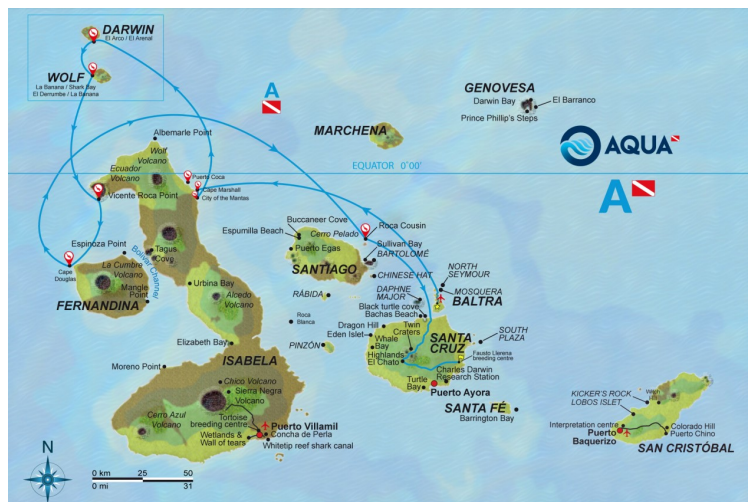 DARWIN
El Arco / El Arenal
WOLF
La Banana / Shark Bay
El Derrumbe / La Banana
A
GENOVESA
Darwin Bay
El Barranco
Prince Phillip's Steps
MARCHENA
AQUA
EQUATOR 0°00'
A
Albemarle Point
Wolf
Volcano
Ecuador
Volcano
Puerto Coca
Cape Marshall
City of the Mantas
Vicente Roca Point
Buccaneer Cove
Espumilla Beach
Cerro Pelado
Puerto Egas
SANTIAGO
Roca Cousin
Sullivan Bay
BARTOLOMÉ
CHINESE HAT
Espinoza Point
Tagus
Cove
Bolivar Channel
Cape
Douglas
La Cumbre
Volcano
Mangle
Point
FERNANDINA
Urbina Bay
Alcedo
Volcano
RÁBIDA
Roca
Blanca
PINZÓN
NORTH
SEYMOUR
MOSQUERA
BALTRA
DAPHNE
MAJOR
Black turtle cove
Bachas Beach
Dragon Hill
Eden Islet
Whale
Bay
Twin
Craters
Highlands
El Chato
SANTA
CRUZ
SOUTH
PLAZA
Fausto Llerena
breeding centre
Charles Darwin
Research Station
Turtle
Bay
Puerto Ayora
SANTA FÉ
Barrington Bay
Elizabeth Bay
ISABELA
Moreno Point
Chico Volcano
Sierra Negra
Volcano
Cerro Azul
Volcano
Tortoise
breeding centre
Puerto Villamil
Concha de Perla
Wetlands &
Wall of tears
Whitetip reef shark canal
KICKER'S ROCK
LOBOS ISLET
Interpretation centre
Puerto
Baquerizo
Colorado Hill
Puerto Chino
SAN CRISTÓBAL
N
0 km 25 50
0 mi 31